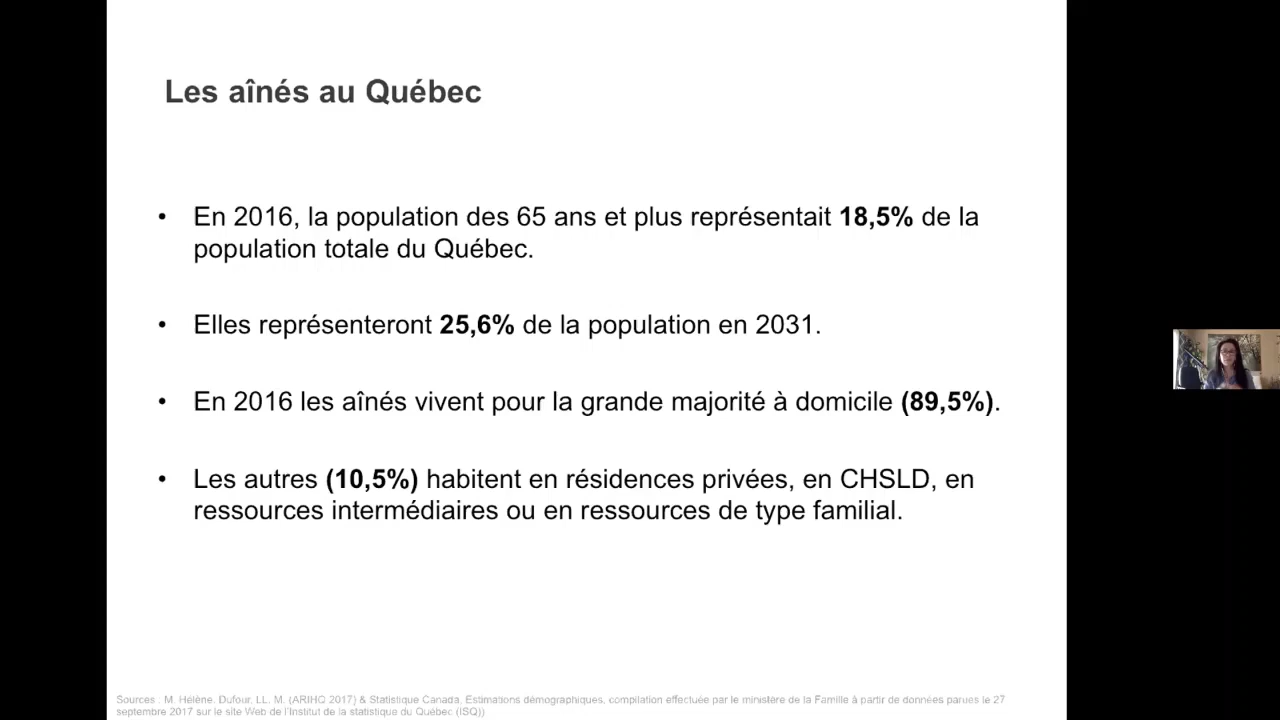 Les aînés au Québec
• En 2016, la population des 65 ans et plus représentait 18,5% de la
population totale du Québec.
• Elles représenteront 25,6% de la population en 2031.
• En 2016 les aînés vivent pour la grande majorité à domicile (89,5%).
• Les autres (10,5%) habitent en résidences privées, en CHSLD, en
ressources intermédiaires ou en ressources de type familial.
Sources : M. Hélène. Dufour, LL. M. (ARIHQ 2017) & Statistique Canada, Estimations démographiques, compilation effectuée par le ministère de la Famille à partir de données parues le 27
septembre 2017 sur le site Web de l'Institut de la statistique du Québec (ISQ))